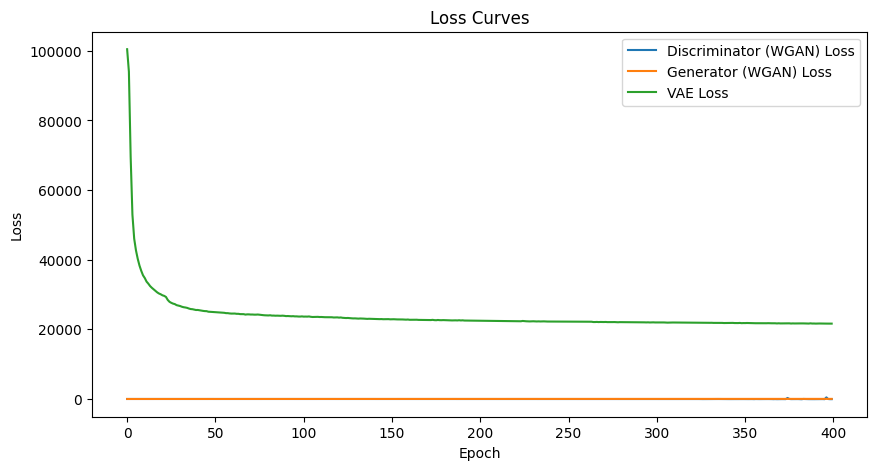 Loss Curves
Discriminator (WGAN) Loss
Generator (WGAN) Loss
VAE Loss
100000
80000
60000
40000
20000
0
Loss
0 50 100 150 200 250 300 350 400
Epoch